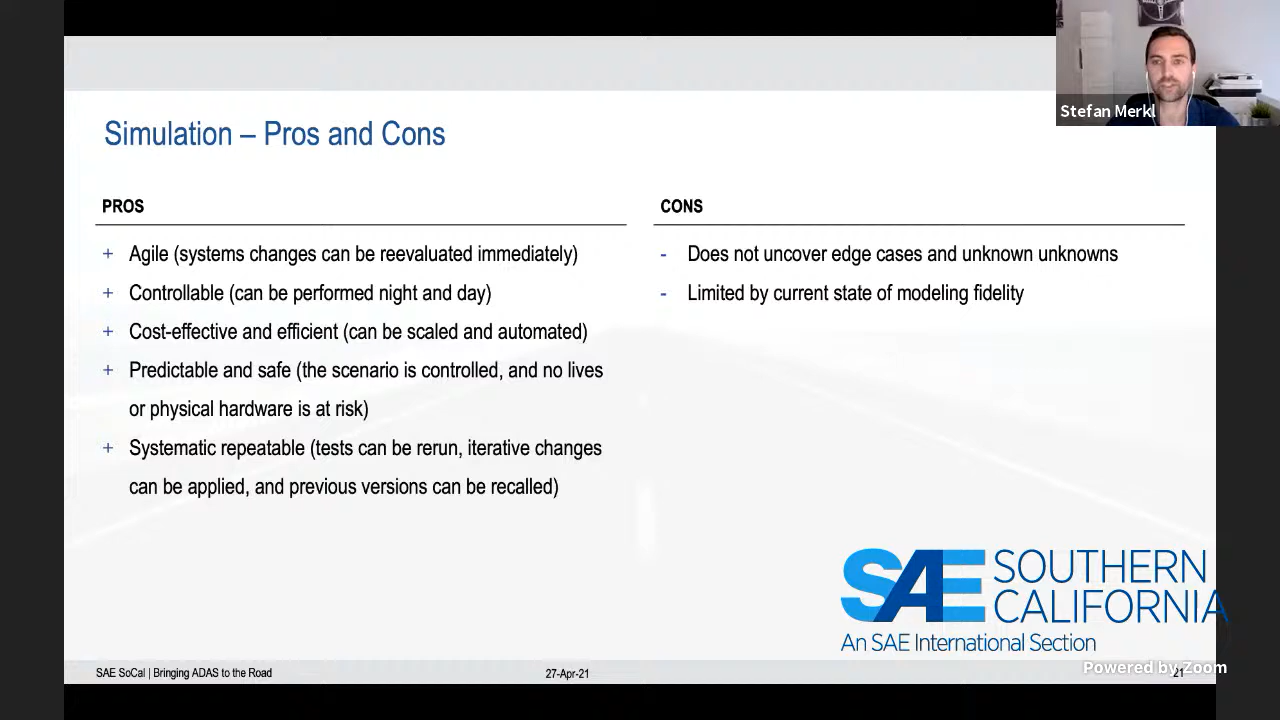 Stefan Merkl
Simulation – Pros and Cons
PROS
+ Agile (systems changes can be reevaluated immediately)
+ Controllable (can be performed night and day)
+ Cost-effective and efficient (can be scaled and automated)
+ Predictable and safe (the scenario is controlled, and no lives
or physical hardware is at risk)
+ Systematic repeatable (tests can be rerun, iterative changes
can be applied, and previous versions can be recalled)
CONS
- Does not uncover edge cases and unknown unknowns
- Limited by current state of modeling fidelity
SAE SOUTHERN
CALIFORNIA
An SAE International Section
SAE SoCal | Bringing ADAS to the Road
27-Apr-21
21
Powered by Zoom